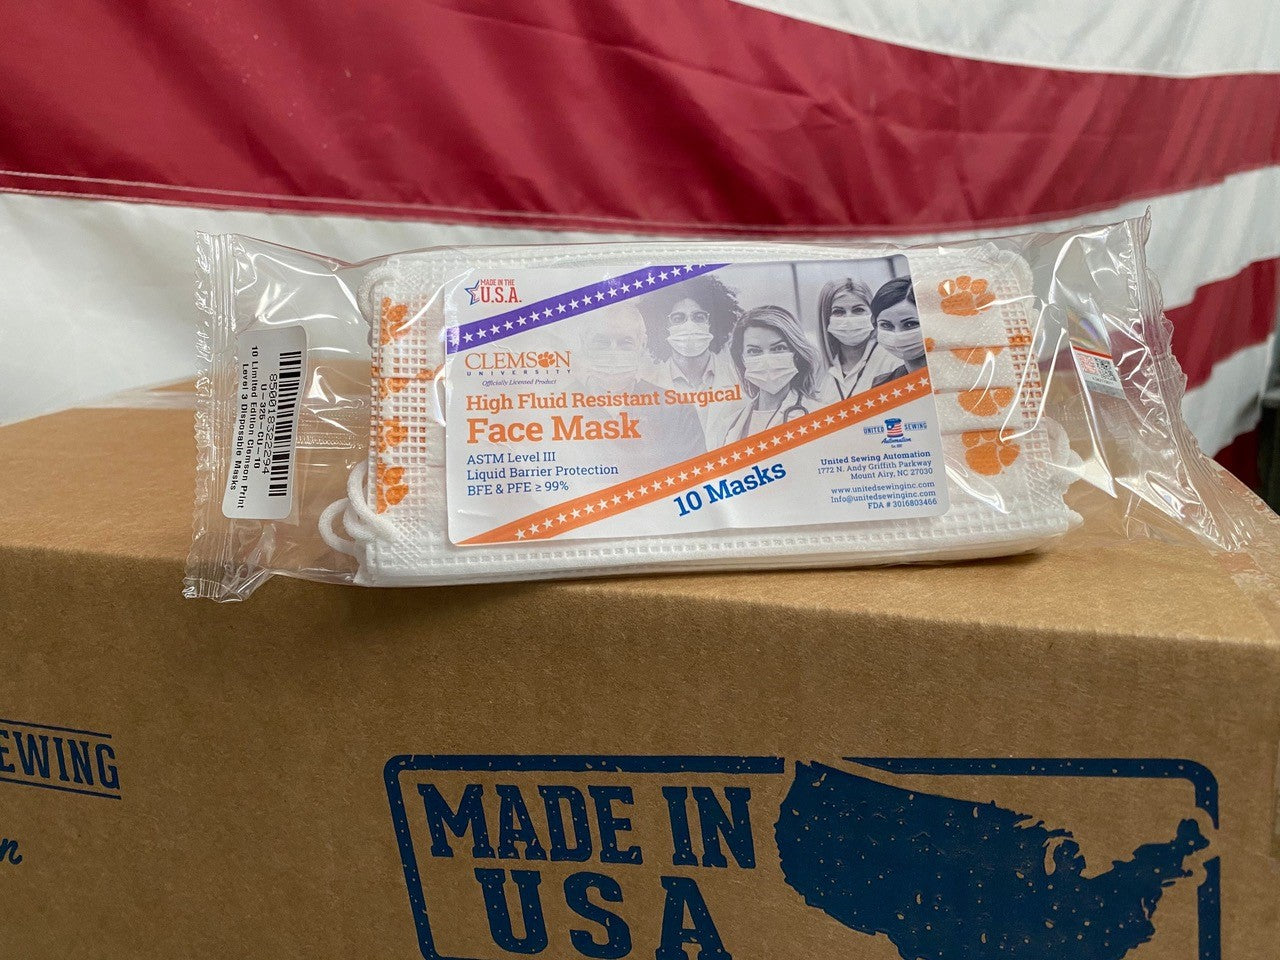 MADE IN THE
U.S.A.
CLEMSON
UNIVERSITY
Officially Licensed Product
High Fluid Resistant Surgical
Face Mask
ASTM Level III
Liquid Barrier Protection
BFE & PFE ≥ 99%
10 Masks
UNITED SEWING
Automation
United Sewing Automation
1772 N. Andy Griffith Parkway
Mount Airy, NC 27030
www.unitedsewinginc.com
Info@unitedsewinginc.com
FDA # 3016803466
850018322294
U-325-CU-10
10 Limited Edition Clemson Print
Level 3 Disposable Masks
EWING
n
MADE IN
USA